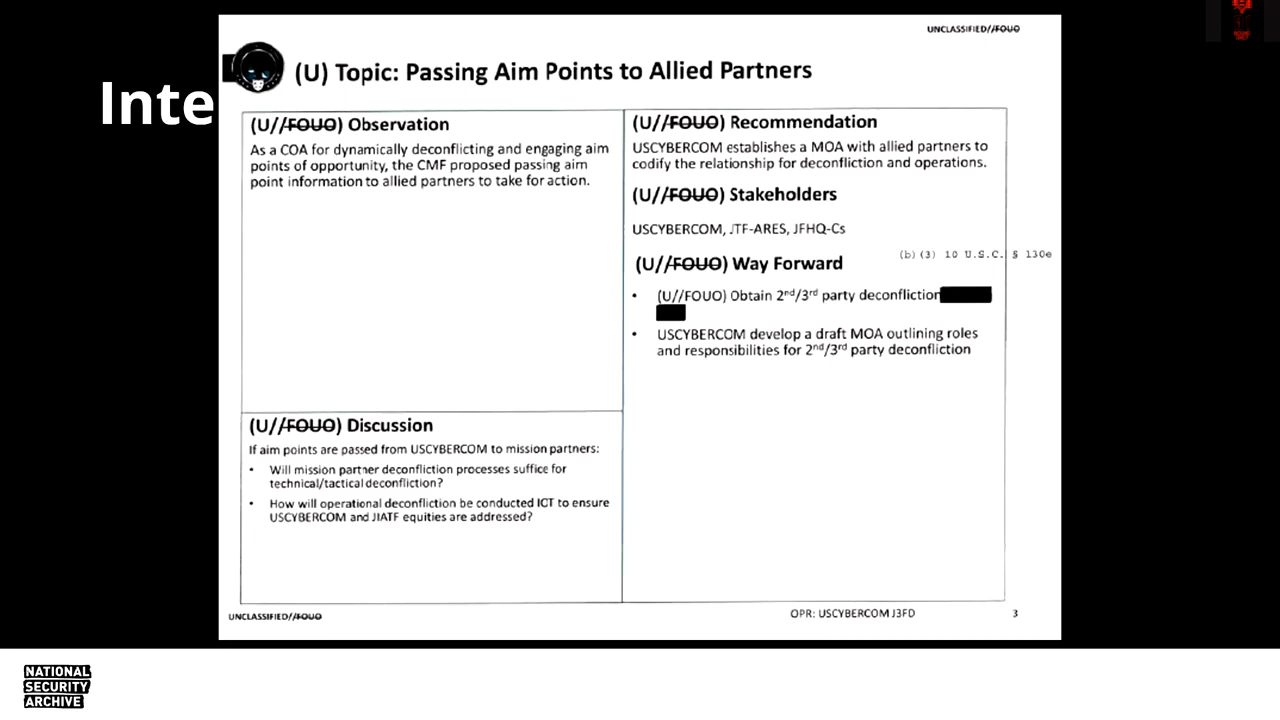 UNCLASSIFIED//FOUO
Inte
(U) Topic: Passing Aim Points to Allied Partners
(U//FOUO) Observation
As a COA for dynamically deconflicting and engaging aim
points of opportunity, the CMF proposed passing aim
point information to allied partners to take for action.
(U//FOUO) Discussion
If aim points are passed from USCYBERCOM to mission partners:
• Will mission partner deconfliction processes suffice for
technical/tactical deconfliction?
• How will operational deconfliction be conducted IOT to ensure
USCYBERCOM and JIATF equities are addressed?
(U//FOUO) Recommendation
USCYBERCOM establishes a MOA with allied partners to
codify the relationship for deconfliction and operations.
(U//FOUO) Stakeholders
USCYBERCOM, JTF-ARES, JFHQ-Cs
(b)(3) 10 U.S.C. § 130e
(U//FOUO) Way Forward
• (U//FOUO) Obtain 2nd/3rd party deconfliction
• USCYBERCOM develop a draft MOA outlining roles
and responsibilities for 2nd/3rd party deconfliction
UNCLASSIFIED//FOUO
OPR: USCYBERCOM J3FD
3
NATIONAL
SECURITY
ARCHIVE